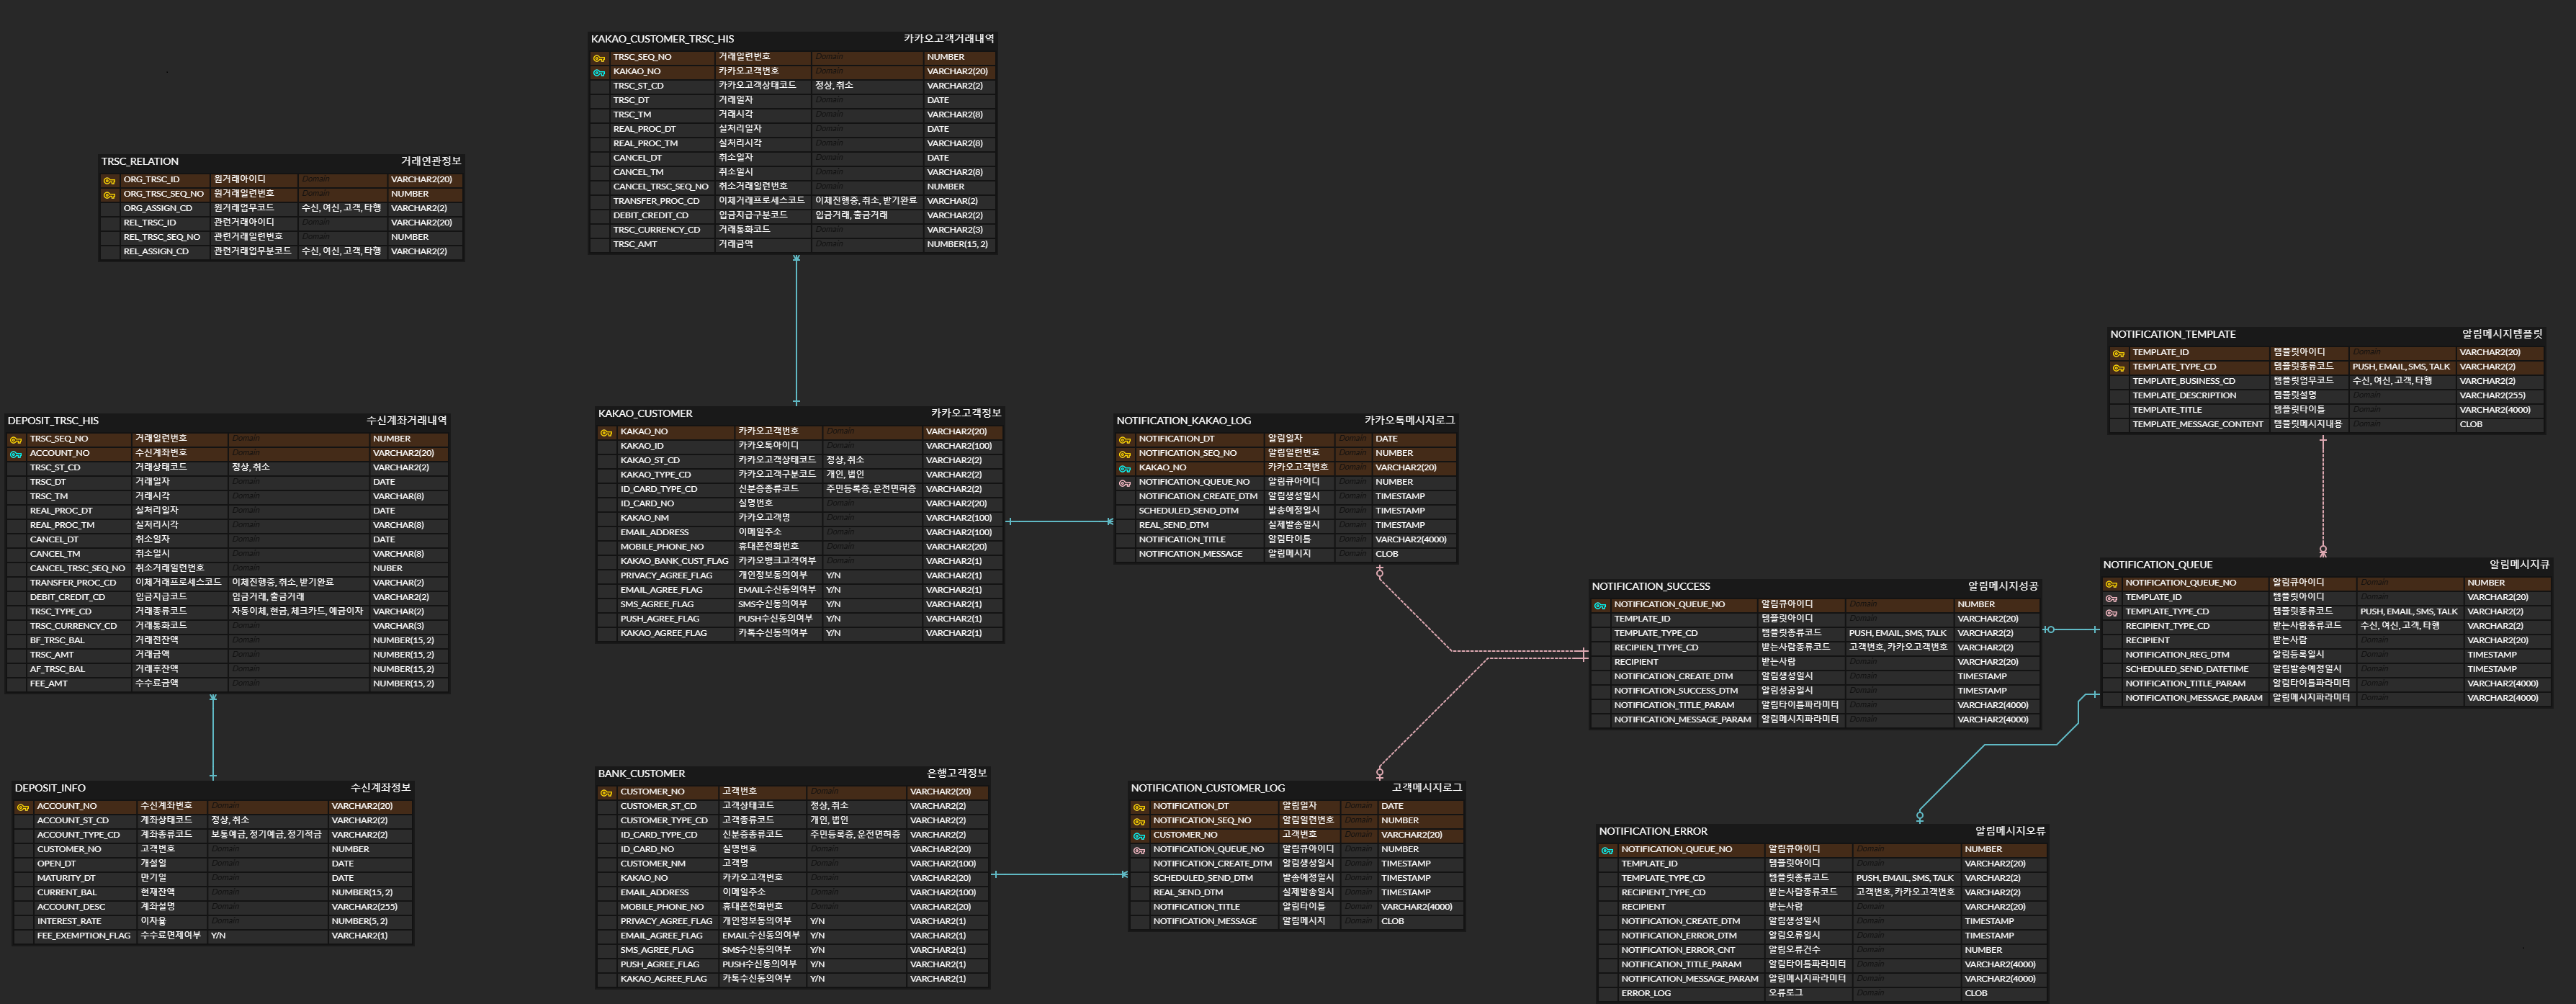 KAKAO_CUSTOMER_TRSC_HIS 카카오고객거래내역
TRSC_SEQ_NO 거래일련번호 Domain NUMBER
KAKAO_NO 카카오고객번호 Domain VARCHAR2(20)
TRSC_ST_CD 카카오고객상태코드 정상, 취소 VARCHAR2(2)
TRSC_DT 거래일자 Domain DATE
TRSC_TM 거래시각 Domain VARCHAR2(8)
REAL_PROC_DT 실처리일자 Domain DATE
REAL_PROC_TM 실처리시각 Domain VARCHAR2(8)
CANCEL_DT 취소일자 Domain DATE
CANCEL_TM 취소일시 Domain VARCHAR2(8)
CANCEL_TRSC_SEQ_NO 취소거래일련번호 Domain NUMBER
TRANSFER_PROC_CD 이체거래프로세스코드 이체진행중, 취소, 받기완료 VARCHAR(2)
DEBIT_CREDIT_CD 입금지급구분코드 입금거래, 출금거래 VARCHAR2(2)
TRSC_CURRENCY_CD 거래통화코드 Domain VARCHAR2(3)
TRSC_AMT 거래금액 Domain NUMBER(15, 2)
TRSC_RELATION 거래연관정보
ORG_TRSC_ID 원거래아이디 Domain VARCHAR2(20)
ORG_TRSC_SEQ_NO 원거래일련번호 Domain NUMBER
ORG_ASSIGN_CD 원거래업무코드 수신, 여신, 고객, 타행 VARCHAR2(2)
REL_TRSC_ID 관련거래아이디 Domain VARCHAR2(20)
REL_TRSC_SEQ_NO 관련거래일련번호 Domain NUMBER
REL_ASSIGN_CD 관련거래업무분코드 수신, 여신, 고객, 타행 VARCHAR2(2)
NOTIFICATION_TEMPLATE 알림메시지템플릿
TEMPLATE_ID 템플릿아이디 Domain VARCHAR2(20)
TEMPLATE_TYPE_CD 템플릿종류코드 PUSH, EMAIL, SMS, TALK VARCHAR2(2)
TEMPLATE_BUSINESS_CD 템플릿업무코드 수신, 여신, 고객, 타행 VARCHAR2(2)
TEMPLATE_DESCRIPTION 템플릿설명 Domain VARCHAR2(255)
TEMPLATE_TITLE 템플릿타이틀 Domain VARCHAR2(4000)
TEMPLATE_MESSAGE_CONTENT 템플릿메시지내용 Domain CLOB
DEPOSIT_TRSC_HIS 수신계좌거래내역
TRSC_SEQ_NO 거래일련번호 Domain NUMBER
ACCOUNT_NO 수신계좌번호 Domain VARCHAR2(20)
TRSC_ST_CD 거래상태코드 정상, 취소 VARCHAR2(2)
TRSC_DT 거래일자 Domain DATE
TRSC_TM 거래시각 Domain VARCHAR(8)
REAL_PROC_DT 실처리일자 Domain DATE
REAL_PROC_TM 실처리시각 Domain VARCHAR(8)
CANCEL_DT 취소일자 Domain DATE
CANCEL_TM 취소일시 Domain VARCHAR(8)
CANCEL_TRSC_SEQ_NO 취소거래일련번호 Domain NUBER
TRANSFER_PROC_CD 이체거래프로세스코드 이체진행중, 취소, 받기완료 VARCHAR(2)
DEBIT_CREDIT_CD 입금지급코드 입금거래, 출금거래 VARCHAR2(2)
TRSC_TYPE_CD 거래종류코드 자동이체, 현금, 체크카드, 예금이자 VARCHAR(2)
TRSC_CURRENCY_CD 거래통화코드 Domain VARCHAR(3)
BF_TRSC_BAL 거래전잔액 Domain NUMBER(15, 2)
TRSC_AMT 거래금액 Domain NUMBER(15, 2)
AF_TRSC_BAL 거래후잔액 Domain NUMBER(15, 2)
FEE_AMT 수수료금액 Domain NUMBER(15, 2)
KAKAO_CUSTOMER 카카오고객정보
KAKAO_NO 카카오고객번호 Domain VARCHAR2(20)
KAKAO_ID 카카오톡아이디 Domain VARCHAR2(100)
KAKAO_ST_CD 카카오고객상태코드 정상, 취소 VARCHAR2(2)
KAKAO_TYPE_CD 카카오고객구분코드 개인, 법인 VARCHAR2(2)
ID_CARD_TYPE_CD 신분증종류코드 주민등록증, 운전면허증 VARCHAR2(2)
ID_CARD_NO 실명번호 Domain VARCHAR2(20)
KAKAO_NM 카카오고객명 Domain VARCHAR2(100)
EMAIL_ADDRESS 이메일주소 Domain VARCHAR2(100)
MOBILE_PHONE_NO 휴대폰전화번호 Domain VARCHAR2(20)
KAKAO_BANK_CUST_FLAG 카카오뱅크고객여부 Domain VARCHAR2(1)
PRIVACY_AGREE_FLAG 개인정보동의여부 Y/N VARCHAR2(1)
EMAIL_AGREE_FLAG EMAIL수신동의여부 Y/N VARCHAR2(1)
SMS_AGREE_FLAG SMS수신동의여부 Y/N VARCHAR2(1)
PUSH_AGREE_FLAG PUSH수신동의여부 Y/N VARCHAR2(1)
KAKAO_AGREE_FLAG 카톡수신동의여부 Y/N VARCHAR2(1)
NOTIFICATION_KAKAO_LOG 카카오톡메시지로그
NOTIFICATION_DT 알림일자 Domain DATE
NOTIFICATION_SEQ_NO 알림일련번호 Domain NUMBER
KAKAO_NO 카카오고객번호 Domain VARCHAR2(20)
NOTIFICATION_QUEUE_NO 알림큐아이디 Domain NUMBER
NOTIFICATION_CREATE_DTM 알림생성일시 Domain TIMESTAMP
SCHEDULED_SEND_DTM 발송예정일시 Domain TIMESTAMP
REAL_SEND_DTM 실제발송일시 Domain TIMESTAMP
NOTIFICATION_TITLE 알림타이틀 Domain VARCHAR2(4000)
NOTIFICATION_MESSAGE 알림메시지 Domain CLOB
NOTIFICATION_QUEUE 알림메시지큐
NOTIFICATION_QUEUE_NO 알림큐아이디 Domain NUMBER
TEMPLATE_ID 템플릿아이디 Domain VARCHAR2(20)
TEMPLATE_TYPE_CD 템플릿종류코드 PUSH, EMAIL, SMS, TALK VARCHAR2(2)
RECIPIENT_TYPE_CD 받는사람종류코드 수신, 여신, 고객, 타행 VARCHAR2(2)
RECIPIENT 받는사람 Domain VARCHAR2(20)
NOTIFICATION_REG_DTM 알림등록일시 Domain TIMESTAMP
SCHEDULED_SEND_DATETIME 알림발송예정일시 Domain TIMESTAMP
NOTIFICATION_TITLE_PARAM 알림타이틀파라미터 Domain VARCHAR2(4000)
NOTIFICATION_MESSAGE_PARAM 알림메시지파라미터 Domain VARCHAR2(4000)
NOTIFICATION_SUCCESS 알림메시지성공
NOTIFICATION_QUEUE_NO 알림큐아이디 Domain NUMBER
TEMPLATE_ID 템플릿아이디 Domain VARCHAR2(20)
TEMPLATE_TYPE_CD 템플릿종류코드 PUSH, EMAIL, SMS, TALK VARCHAR2(2)
RECIPIEN_TTYPE_CD 받는사람종류코드 고객번호, 카카오고객번호 VARCHAR2(2)
RECIPIENT 받는사람 Domain VARCHAR2(20)
NOTIFICATION_CREATE_DTM 알림생성일시 Domain TIMESTAMP
NOTIFICATION_SUCCESS_DTM 알림성공일시 Domain TIMESTAMP
NOTIFICATION_TITLE_PARAM 알림타이틀파라미터 Domain VARCHAR2(4000)
NOTIFICATION_MESSAGE_PARAM 알림메시지파라미터 Domain VARCHAR2(4000)
DEPOSIT_INFO 수신계좌정보
ACCOUNT_NO 수신계좌번호 Domain VARCHAR2(20)
ACCOUNT_ST_CD 계좌상태코드 정상, 취소 VARCHAR2(2)
ACCOUNT_TYPE_CD 계좌종류코드 보통예금, 정기예금, 정기적금 VARCHAR2(2)
CUSTOMER_NO 고객번호 Domain NUMBER
OPEN_DT 개설일 Domain DATE
MATURITY_DT 만기일 Domain DATE
CURRENT_BAL 현재잔액 Domain NUMBER(15, 2)
ACCOUNT_DESC 계좌설명 Domain VARCHAR2(255)
INTEREST_RATE 이자율 Domain NUMBER(5, 2)
FEE_EXEMPTION_FLAG 수수료면제여부 Y/N VARCHAR2(1)
BANK_CUSTOMER 은행고객정보
CUSTOMER_NO 고객번호 Domain VARCHAR2(20)
CUSTOMER_ST_CD 고객상태코드 정상, 취소 VARCHAR2(2)
CUSTOMER_TYPE_CD 고객종류코드 개인, 법인 VARCHAR2(2)
ID_CARD_TYPE_CD 신분증종류코드 주민등록증, 운전면허증 VARCHAR2(2)
ID_CARD_NO 실명번호 Domain VARCHAR2(20)
CUSTOMER_NM 고객명 Domain VARCHAR2(100)
KAKAO_NO 카카오고객번호 Domain VARCHAR2(20)
EMAIL_ADDRESS 이메일주소 Domain VARCHAR2(100)
MOBILE_PHONE_NO 휴대폰전화번호 Domain VARCHAR2(20)
PRIVACY_AGREE_FLAG 개인정보동의여부 Y/N VARCHAR2(1)
EMAIL_AGREE_FLAG EMAIL수신동의여부 Y/N VARCHAR2(1)
SMS_AGREE_FLAG SMS수신동의여부 Y/N VARCHAR2(1)
PUSH_AGREE_FLAG PUSH수신동의여부 Y/N VARCHAR2(1)
KAKAO_AGREE_FLAG 카톡수신동의여부 Y/N VARCHAR2(1)
NOTIFICATION_CUSTOMER_LOG 고객메시지로그
NOTIFICATION_DT 알림일자 Domain DATE
NOTIFICATION_SEQ_NO 알림일련번호 Domain NUMBER
CUSTOMER_NO 고객번호 Domain VARCHAR2(20)
NOTIFICATION_QUEUE_NO 알림큐아이디 Domain NUMBER
NOTIFICATION_CREATE_DTM 알림생성일시 Domain TIMESTAMP
SCHEDULED_SEND_DTM 발송예정일시 Domain TIMESTAMP
REAL_SEND_DTM 실제발송일시 Domain TIMESTAMP
NOTIFICATION_TITLE 알림타이틀 Domain VARCHAR2(4000)
NOTIFICATION_MESSAGE 알림메시지 Domain CLOB
NOTIFICATION_ERROR 알림메시지오류
NOTIFICATION_QUEUE_NO 알림큐아이디 Domain NUMBER
TEMPLATE_ID 템플릿아이디 Domain VARCHAR2(20)
TEMPLATE_TYPE_CD 템플릿종류코드 PUSH, EMAIL, SMS, TALK VARCHAR2(2)
RECIPIENT_TYPE_CD 받는사람종류코드 고객번호, 카카오고객번호 VARCHAR2(2)
RECIPIENT 받는사람 Domain VARCHAR2(20)
NOTIFICATION_CREATE_DTM 알림생성일시 Domain TIMESTAMP
NOTIFICATION_ERROR_DTM 알림오류일시 Domain TIMESTAMP
NOTIFICATION_ERROR_CNT 알림오류건수 Domain NUMBER
NOTIFICATION_TITLE_PARAM 알림타이틀파라미터 Domain VARCHAR2(4000)
NOTIFICATION_MESSAGE_PARAM 알림메시지파라미터 Domain VARCHAR2(4000)
ERROR_LOG 오류로그 Domain CLOB